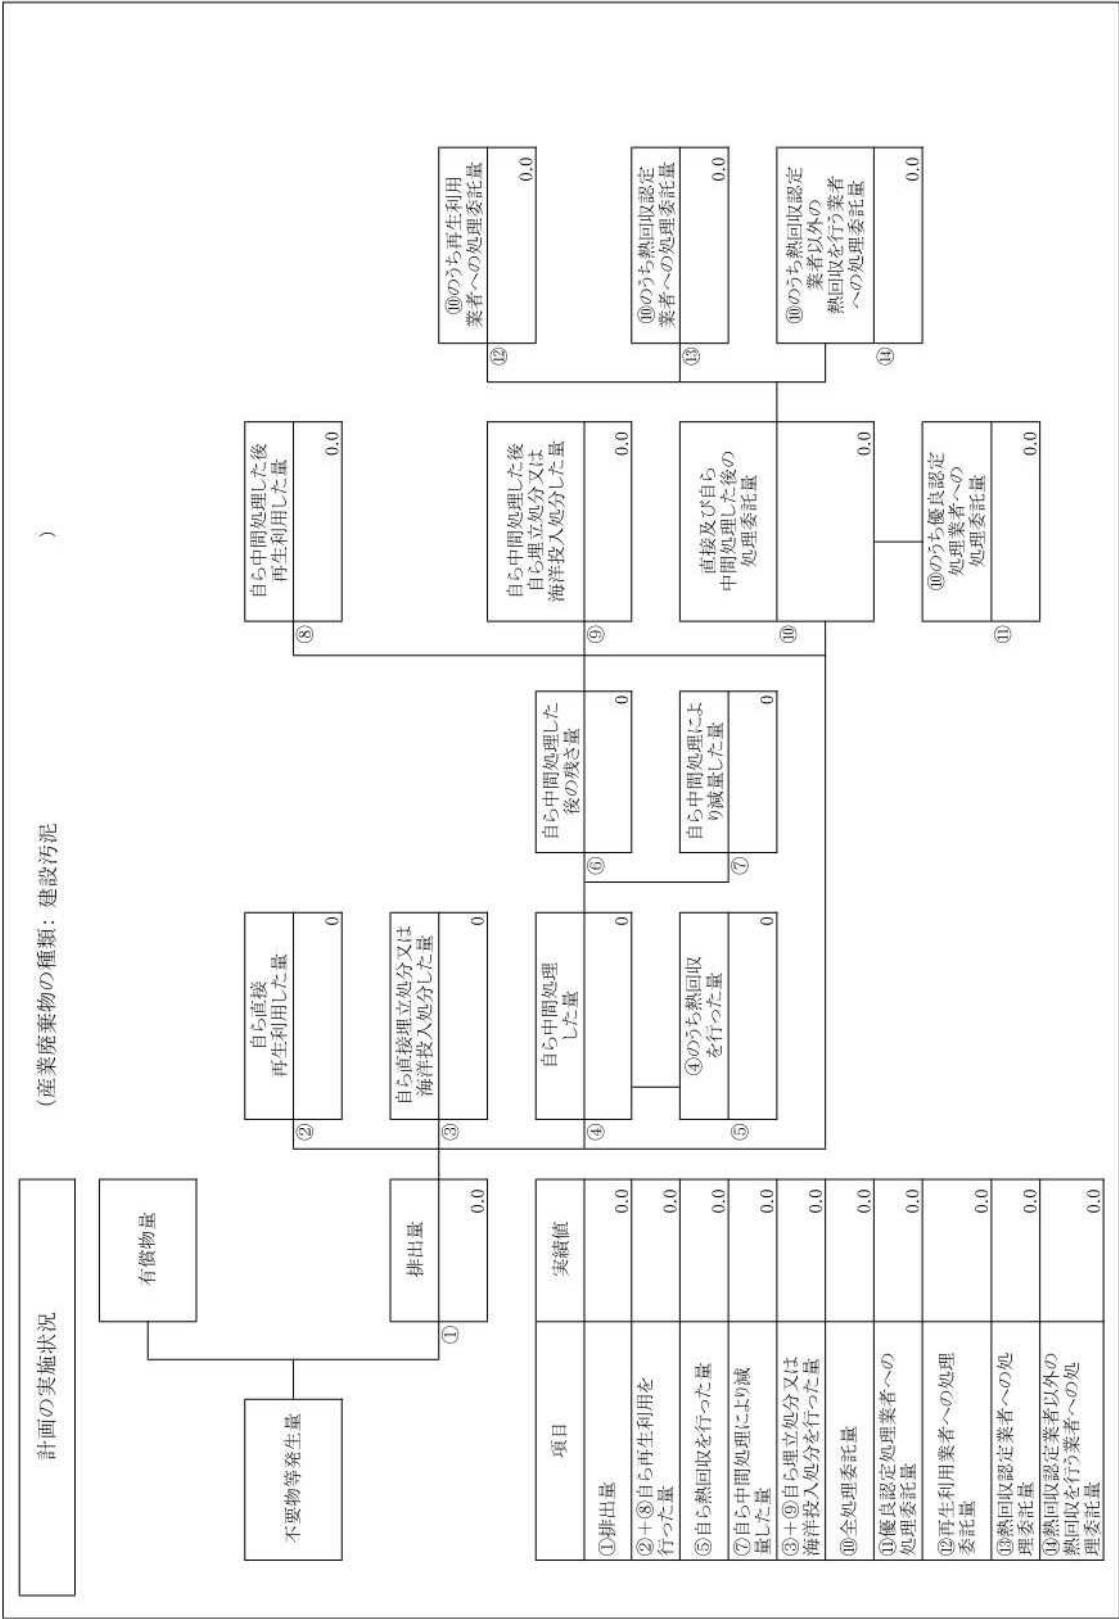 計画の実施状況
(産業廃棄物の種類： 建設汚泥 )
不要物等発生量
有償物量
①
排出量
0.0
②
自ら直接
再生利用した量
0
③
自ら直接埋立処分又は
海洋投入処分した量
0
④
自ら中間処理
した量
0
⑤
④のうち熱回収
を行った量
0
⑥
自ら中間処理した
後の残さ量
0
⑦
自ら中間処理によ
り減量した量
0
⑧
自ら中間処理した後
再生利用した量
0.0
⑨
自ら中間処理した後
自ら埋立処分又は
海洋投入処分した量
0.0
⑩
直接及び自ら
中間処理した後の
処理委託量
0.0
⑪
⑩のうち優良認定
処理業者への
処理委託量
0.0
⑫
⑩のうち再生利用
業者への処理委託量
0.0
⑬
⑩のうち熱回収認定
業者への処理委託量
0.0
⑭
⑩のうち熱回収認定
業者以外の
熱回収を行う業者
への処理委託量
0.0
項目 実績値
①排出量 0.0
②＋⑧自ら再生利用を
行った量 0.0
⑤自ら熱回収を行った量 0.0
⑦自ら中間処理により減
量した量 0.0
③＋⑨自ら埋立処分又は
海洋投入処分を行った量 0.0
⑩全処理委託量 0.0
⑪優良認定処理業者への
処理委託量 0.0
⑫再生利用業者への処理
委託量 0.0
⑬熱回収認定業者への処
理委託量 0.0
⑭熱回収認定業者以外の
熱回収を行う業者への処
理委託量 0.0